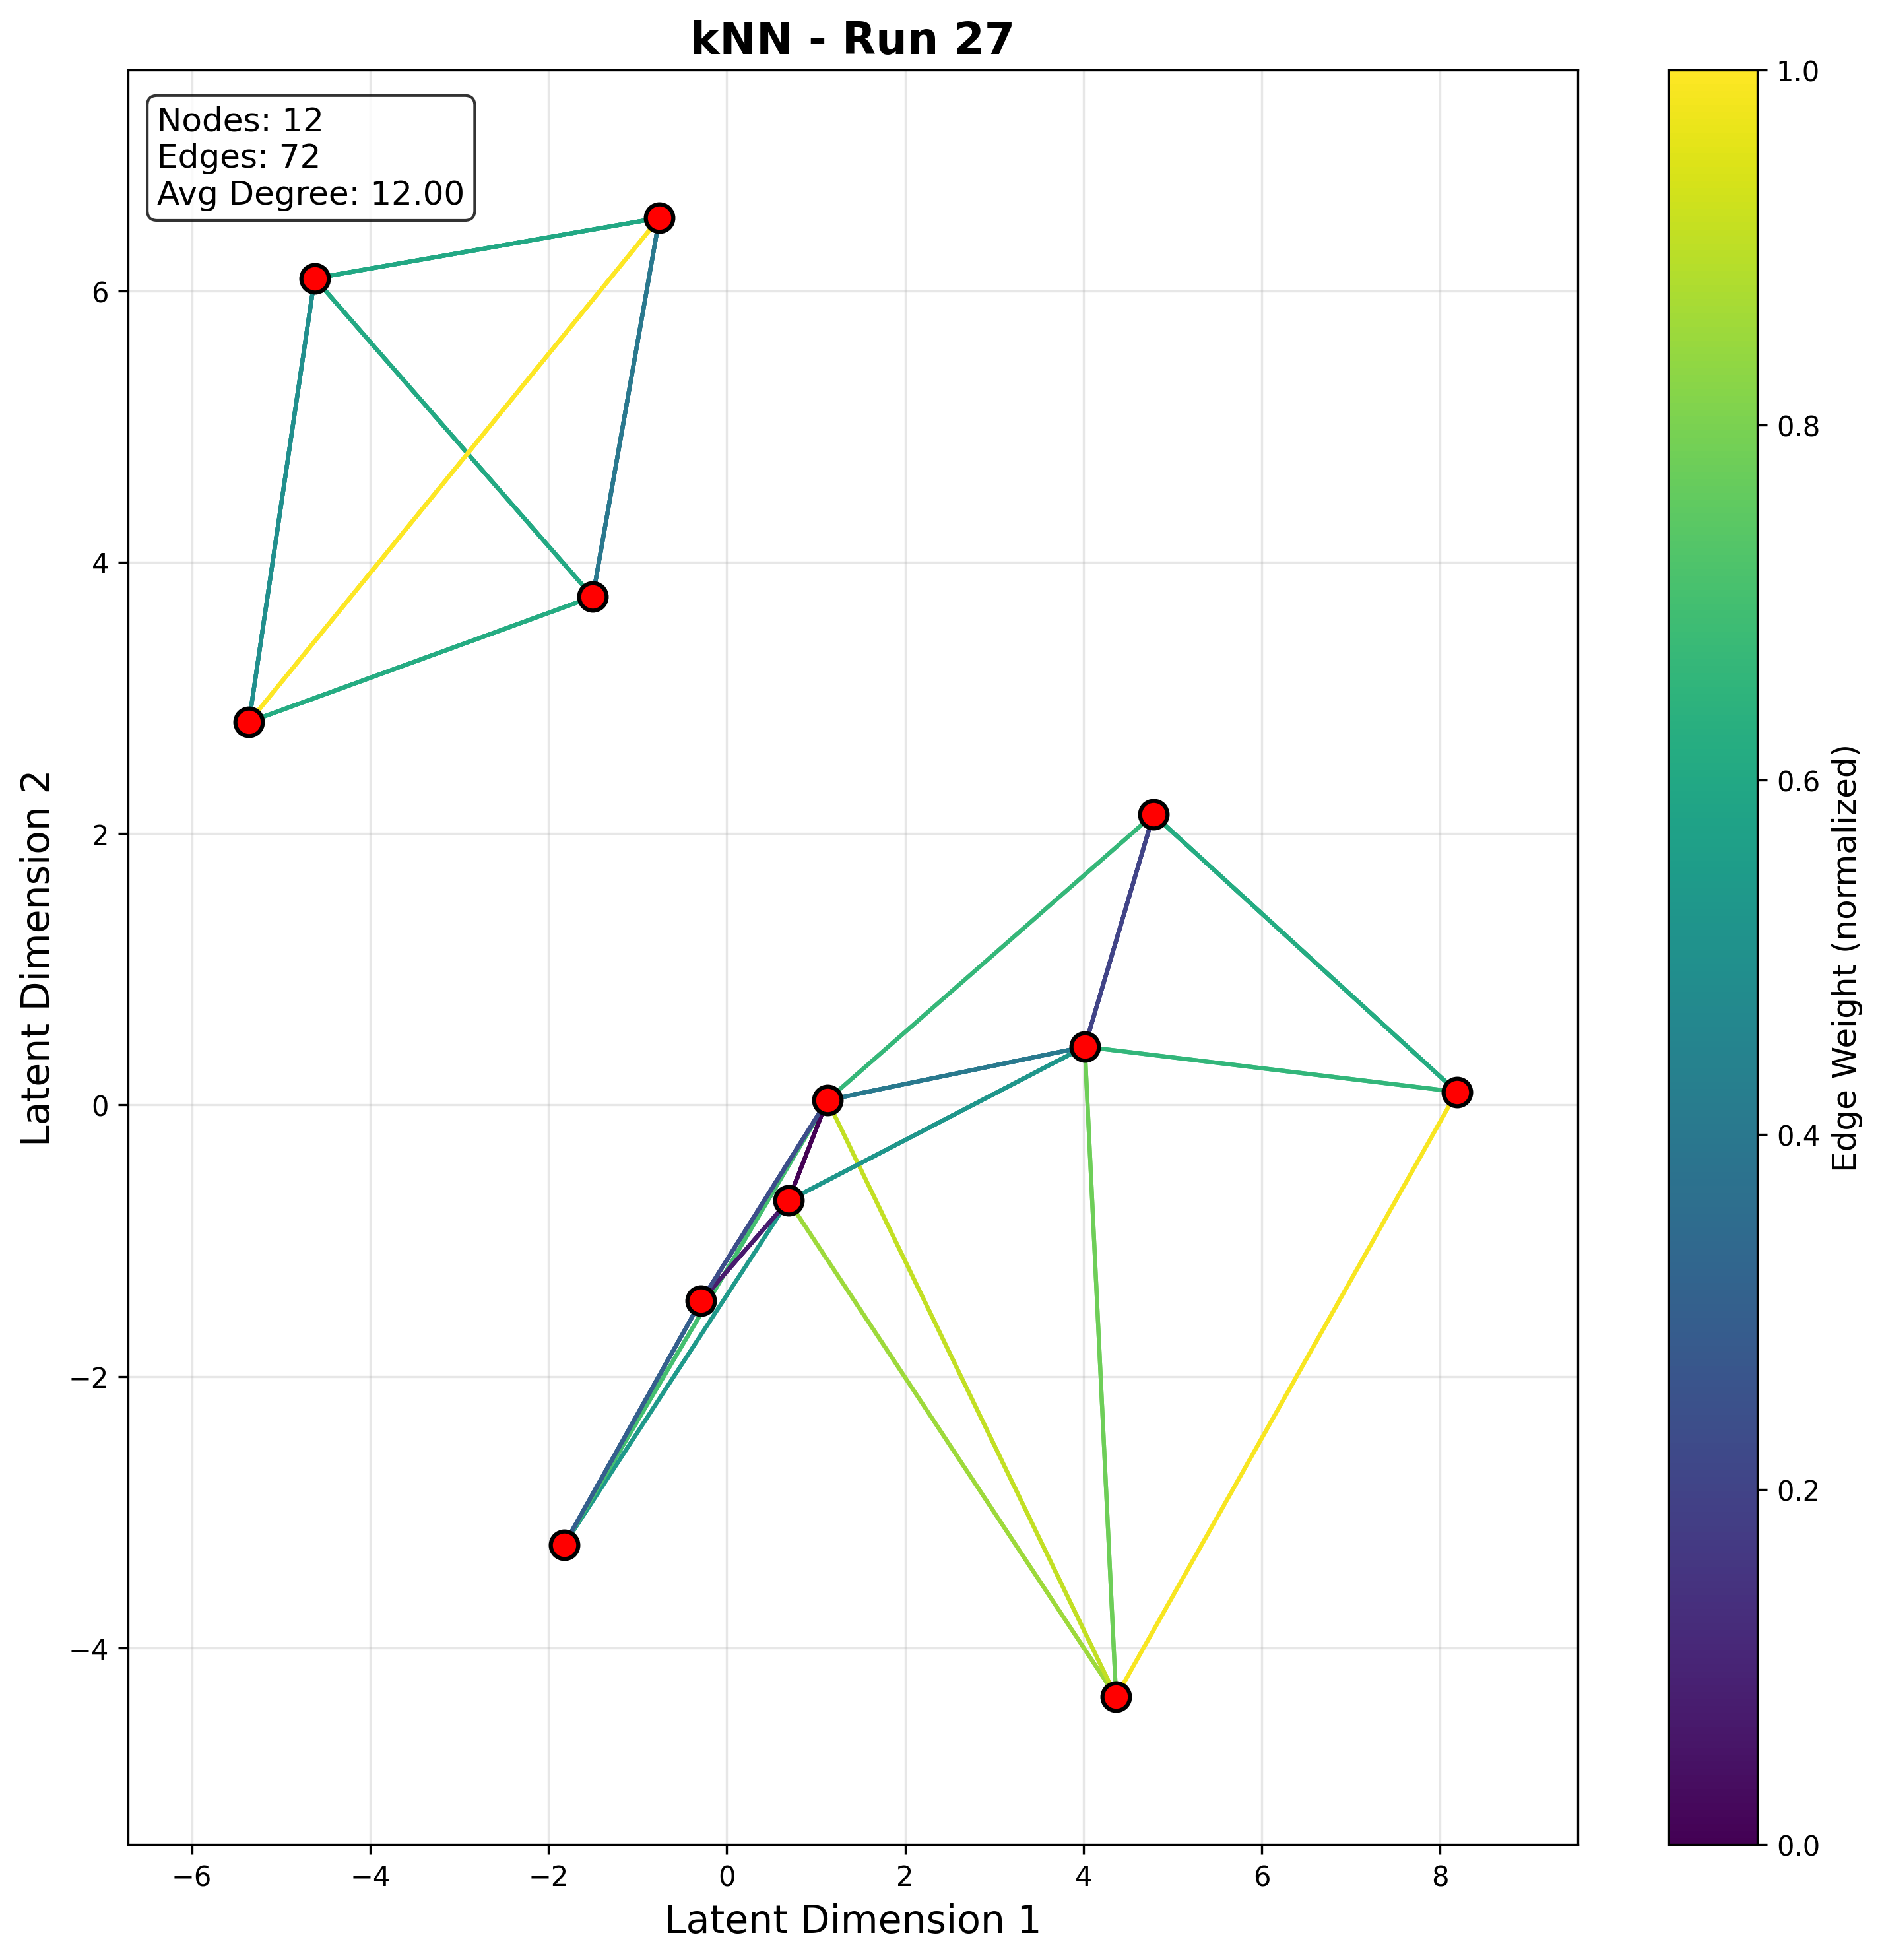 kNN - Run 27
Nodes: 12
Edges: 72
Avg Degree: 12.00
6
4
2
0
−2
−4
Latent Dimension 2
−6
−4
−2
0
2
4
6
8
Latent Dimension 1
1.0
0.8
0.6
0.4
0.2
0.0
Edge Weight (normalized)